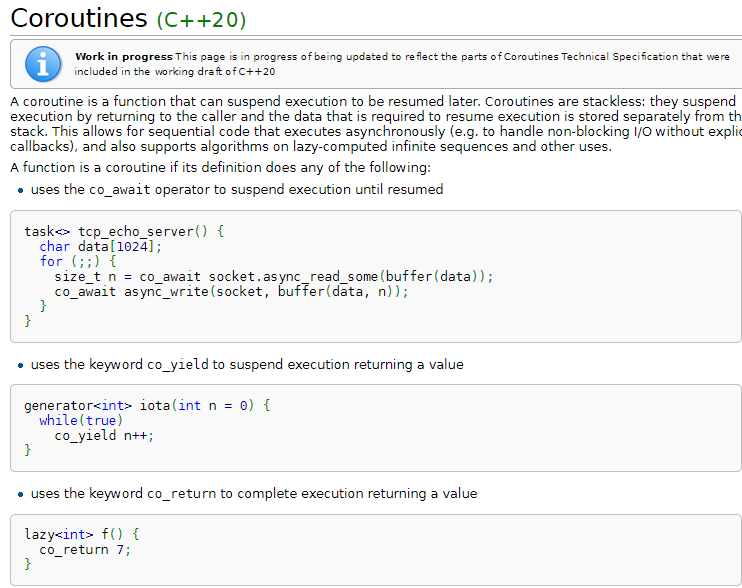 Coroutines (C++20)
Work in progress This page is in progress of being updated to reflect the parts of Coroutines Technical Specification that were
included in the working draft of C++20
A coroutine is a function that can suspend execution to be resumed later. Coroutines are stackless: they suspend
execution by returning to the caller and the data that is required to resume execution is stored separately from th
stack. This allows for sequential code that executes asynchronously (e.g. to handle non-blocking I/O without explic
callbacks), and also supports algorithms on lazy-computed infinite sequences and other uses.
A function is a coroutine if its definition does any of the following:
• uses the co_await operator to suspend execution until resumed
task<> tcp_echo_server() {
  char data[1024];
  for (;;) {
    size_t n = co_await socket.async_read_some(buffer(data));
    co_await async_write(socket, buffer(data, n));
  }
}
• uses the keyword co_yield to suspend execution returning a value
generator<int> iota(int n = 0) {
  while(true)
    co_yield n++;
}
• uses the keyword co_return to complete execution returning a value
lazy<int> f() {
  co_return 7;
}